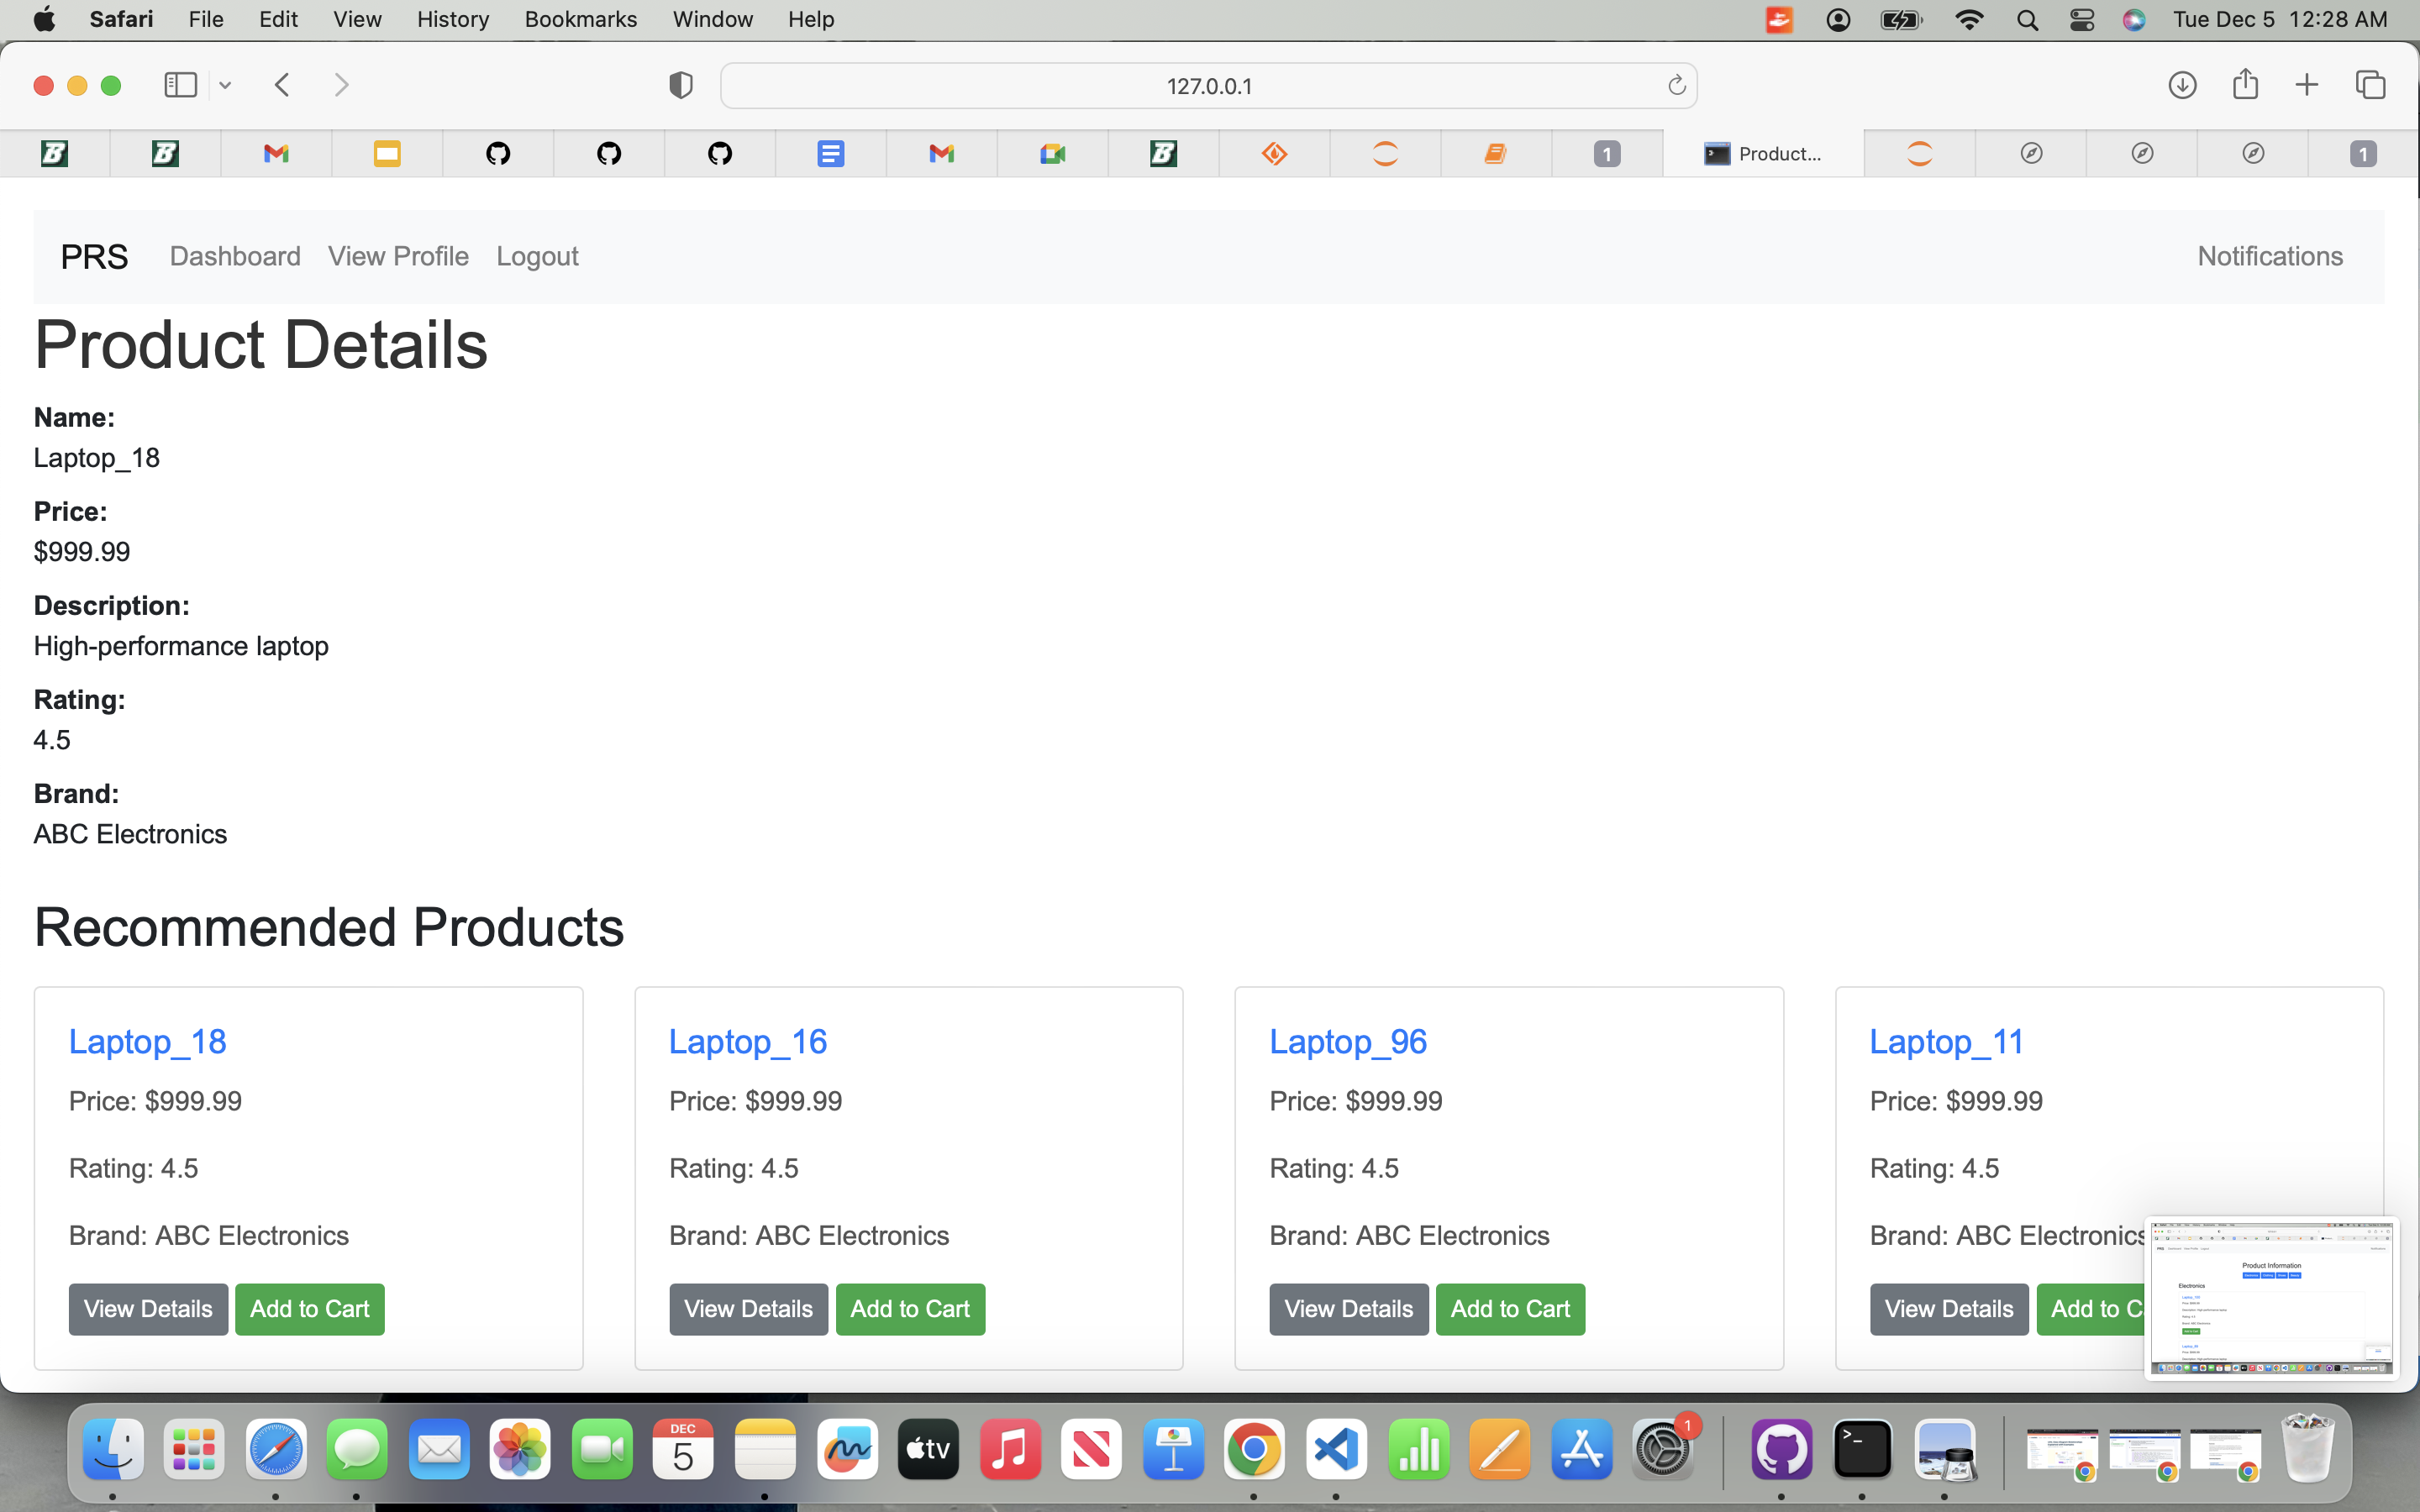 Safari File Edit View History Bookmarks Window Help Tue Dec 5 12:28 AM
127.0.0.1
1 Product... 1
PRS Dashboard View Profile Logout Notifications
Product Details
Name:
Laptop_18
Price:
$999.99
Description:
High-performance laptop
Rating:
4.5
Brand:
ABC Electronics
Recommended Products
Laptop_18 Laptop_16 Laptop_96 Laptop_11
Price: $999.99 Price: $999.99 Price: $999.99 Price: $999.99
Rating: 4.5 Rating: 4.5 Rating: 4.5 Rating: 4.5
Brand: ABC Electronics Brand: ABC Electronics Brand: ABC Electronics Brand: ABC Electronics
View Details Add to Cart View Details Add to Cart View Details Add to Cart View Details Add to C
Product Information
Electronics
DEC
5
tv
1